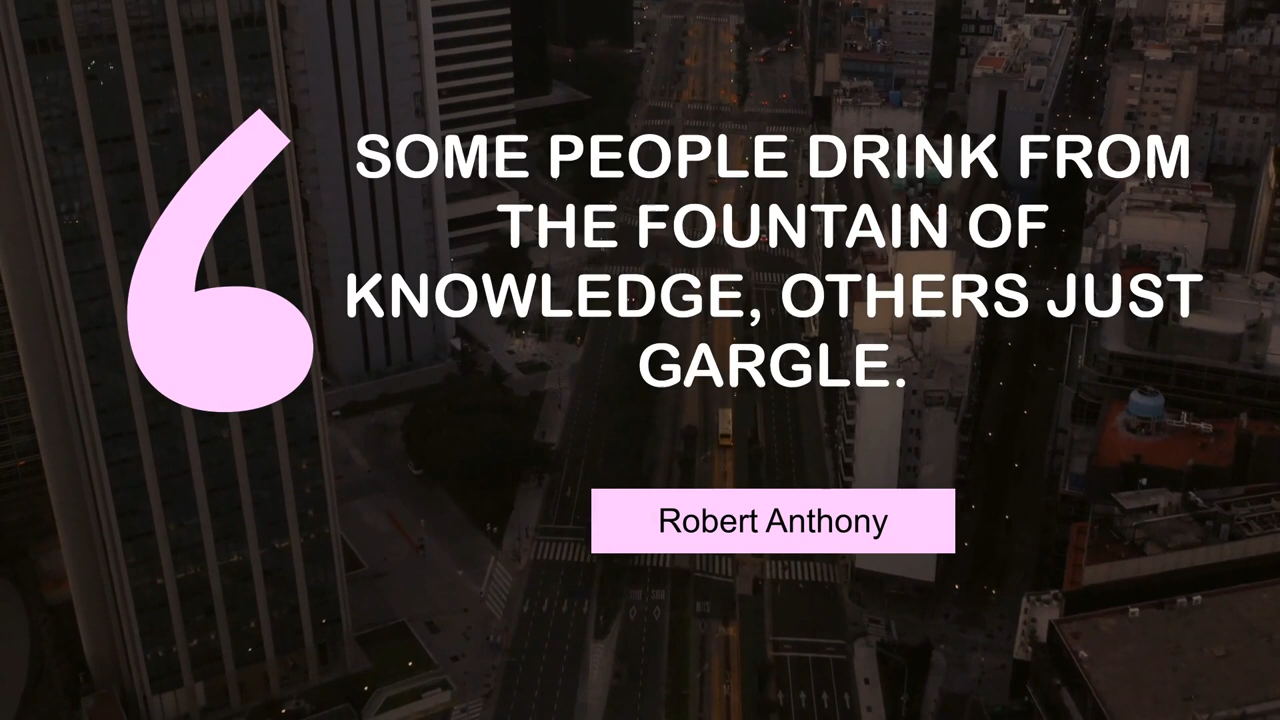 SOME PEOPLE DRINK FROM
THE FOUNTAIN OF
KNOWLEDGE, OTHERS JUST
GARGLE.
Robert Anthony